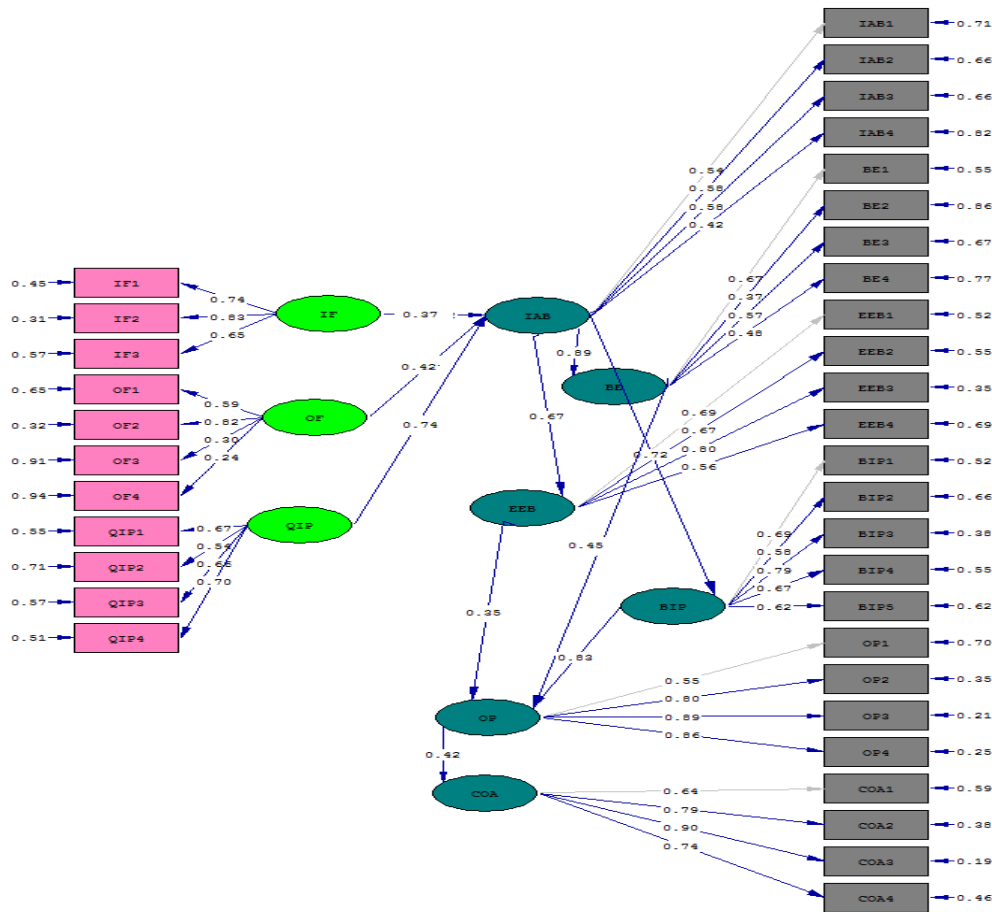 IAB1 0.71
IAB2 0.66
IAB3 0.66
IAB4 0.82
BE1 0.55
BE2 0.86
BE3 0.67
BE4 0.77
EEB1 0.52
EEB2 0.55
EEB3 0.35
EEB4 0.69
BIP1 0.52
BIP2 0.66
BIP3 0.38
BIP4 0.55
BIP5 0.62
OP1 0.70
OP2 0.35
OP3 0.21
OP4 0.25
COA1 0.59
COA2 0.38
COA3 0.19
COA4 0.46
0.45 IF1
0.31 IF2
0.57 IF3
0.65 OF1
0.32 OF2
0.91 OF3
0.94 OF4
0.55 QIP1
0.71 QIP2
0.57 QIP3
0.51 QIP4
0.74
0.83
0.65
IF
0.37
0.59
0.82
0.30
0.24
OF
0.42
0.67
0.54
0.65
0.70
QIP
0.74
IAB
0.54
0.58
0.58
0.42
0.89
BE
0.67
0.37
0.57
0.48
0.67
0.72
EEB
0.69
0.67
0.80
0.56
0.45
0.35
BIP
0.69
0.58
0.79
0.67
0.62
0.83
OP
0.55
0.80
0.89
0.86
0.42
COA
0.64
0.79
0.90
0.74